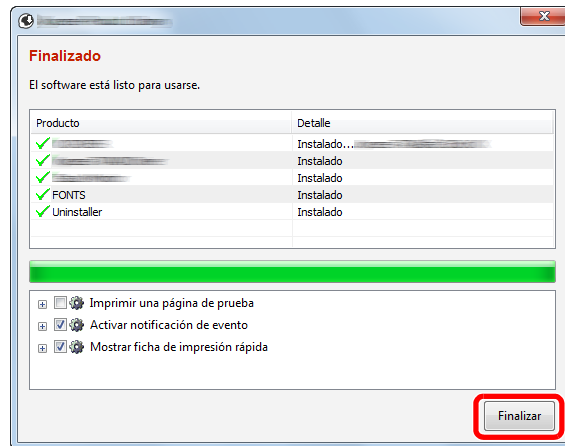 Finalizado
El software está listo para usarse.
Producto Detalle
Instalado...
Instalado
Instalado
FONTS Instalado
Uninstaller Instalado
Imprimir una página de prueba
Activar notificación de evento
Mostrar ficha de impresión rápida
Finalizar